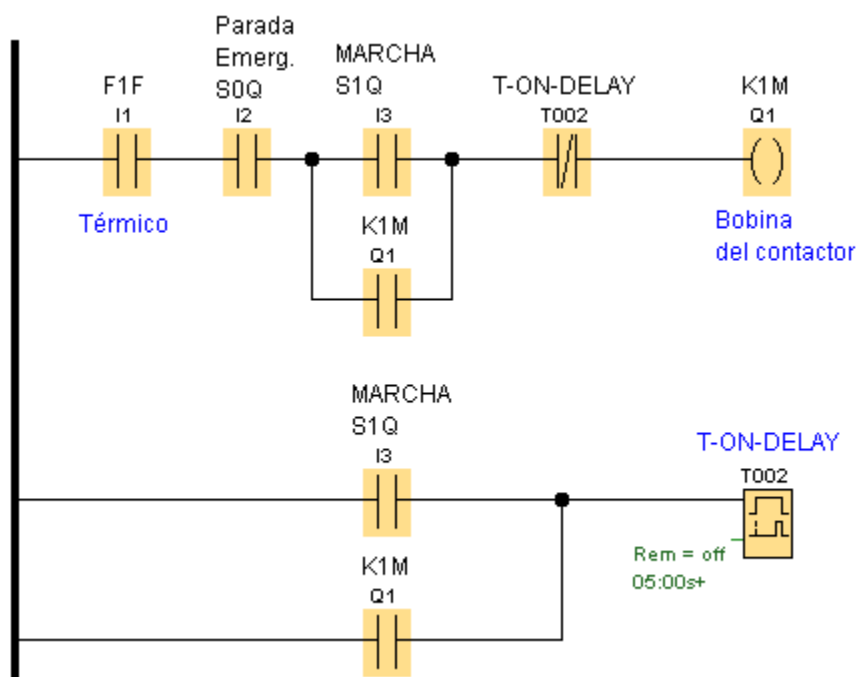 Parada
Emerg.
S0Q
MARCHA
S1Q
F1F
T-ON-DELAY
K1M
I1
I2
I3
T002
Q1
Térmico
K1M
Q1
Bobina
del contactor
MARCHA
S1Q
I3
T-ON-DELAY
T002
Rem = off
05:00s+
K1M
Q1